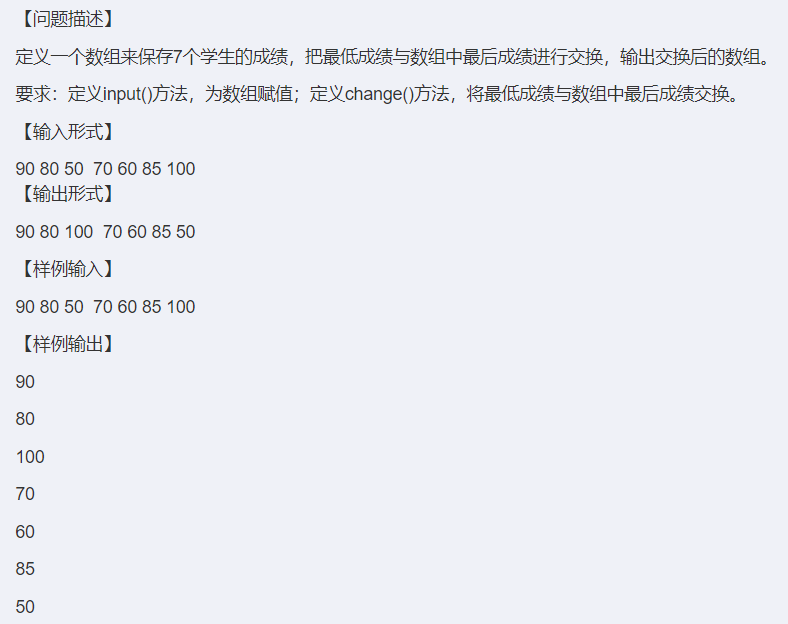 【问题描述】
定义一个数组来保存7个学生的成绩，把最低成绩与数组中最后成绩进行交换，输出交换后的数组。
要求：定义input()方法，为数组赋值；定义change()方法，将最低成绩与数组中最后成绩交换。
【输入形式】
90 80 50  70 60 85 100
【输出形式】
90 80 100  70 60 85 50
【样例输入】
90 80 50  70 60 85 100
【样例输出】
90
80
100
70
60
85
50